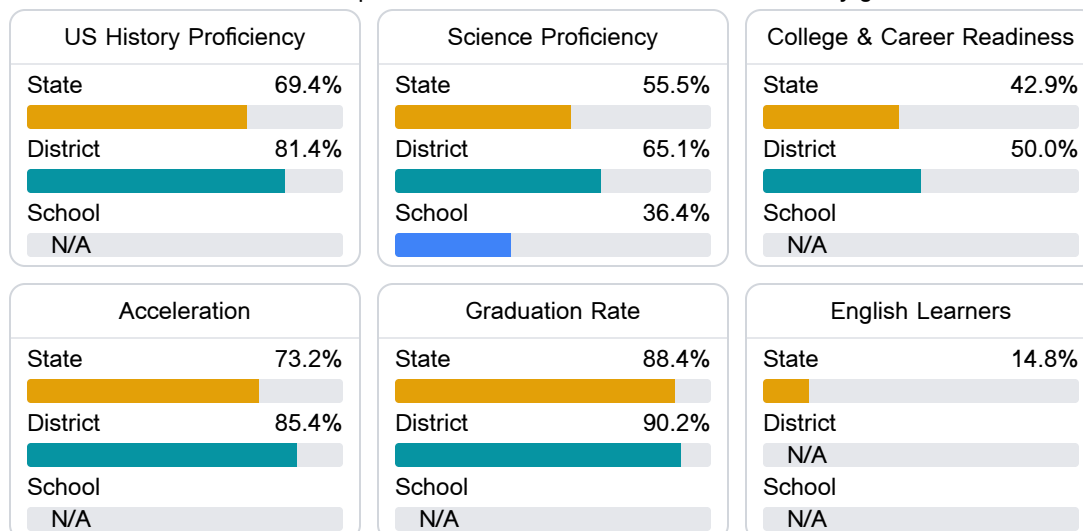 US History Proficiency
State 69.4%
District 81.4%
School
N/A
Science Proficiency
State 55.5%
District 65.1%
School 36.4%
College & Career Readiness
State 42.9%
District 50.0%
School
N/A
Acceleration
State 73.2%
District 85.4%
School
N/A
Graduation Rate
State 88.4%
District 90.2%
School
N/A
English Learners
State 14.8%
District
N/A
School
N/A